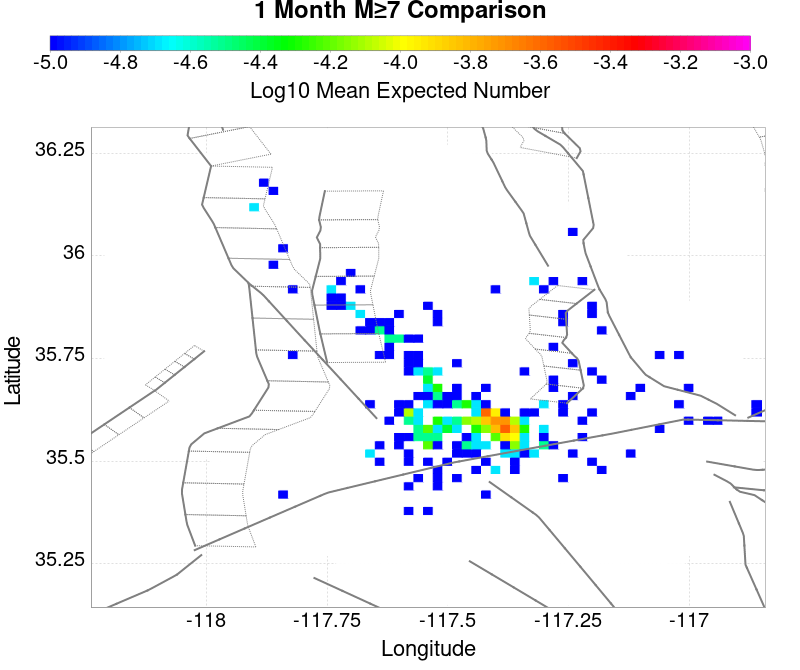 1 Month M≥7 Comparison
-5.0 -4.8 -4.6 -4.4 -4.2 -4.0 -3.8 -3.6 -3.4 -3.2 -3.0
Log10 Mean Expected Number
36.25
36
35.75
35.5
35.25
Latitude
-118 -117.75 -117.5 -117.25 -117
Longitude